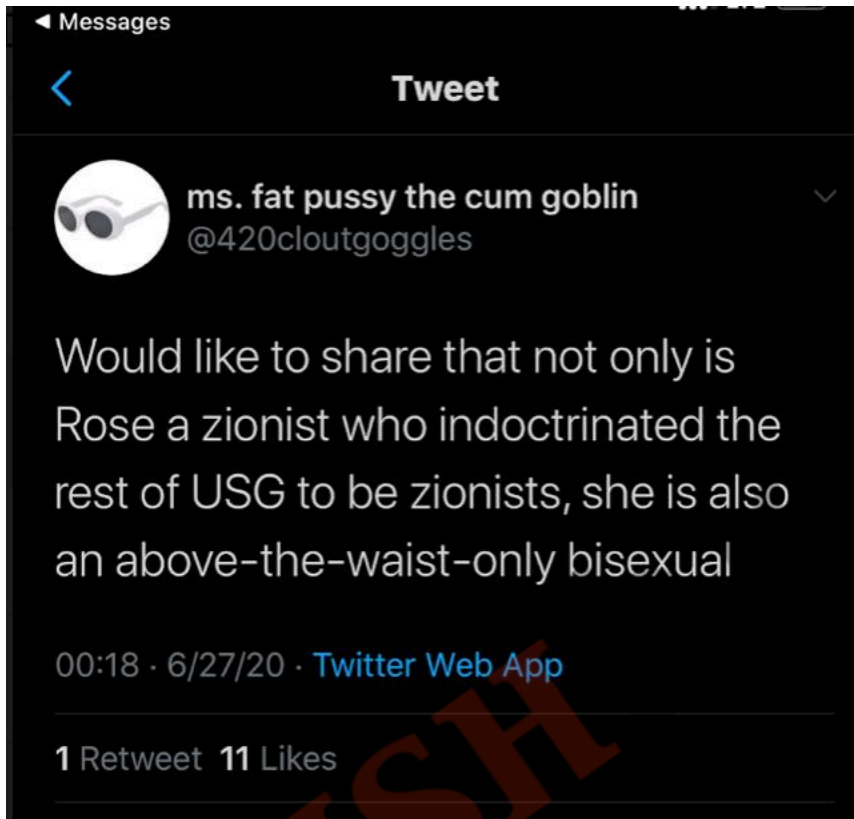 ◀ Messages
Tweet
ms. fat pussy the cum goblin
@420cloutgoggles
Would like to share that not only is
Rose a zionist who indoctrinated the
rest of USG to be zionists, she is also
an above-the-waist-only bisexual
00:18 · 6/27/20 · Twitter Web App
1 Retweet 11 Likes